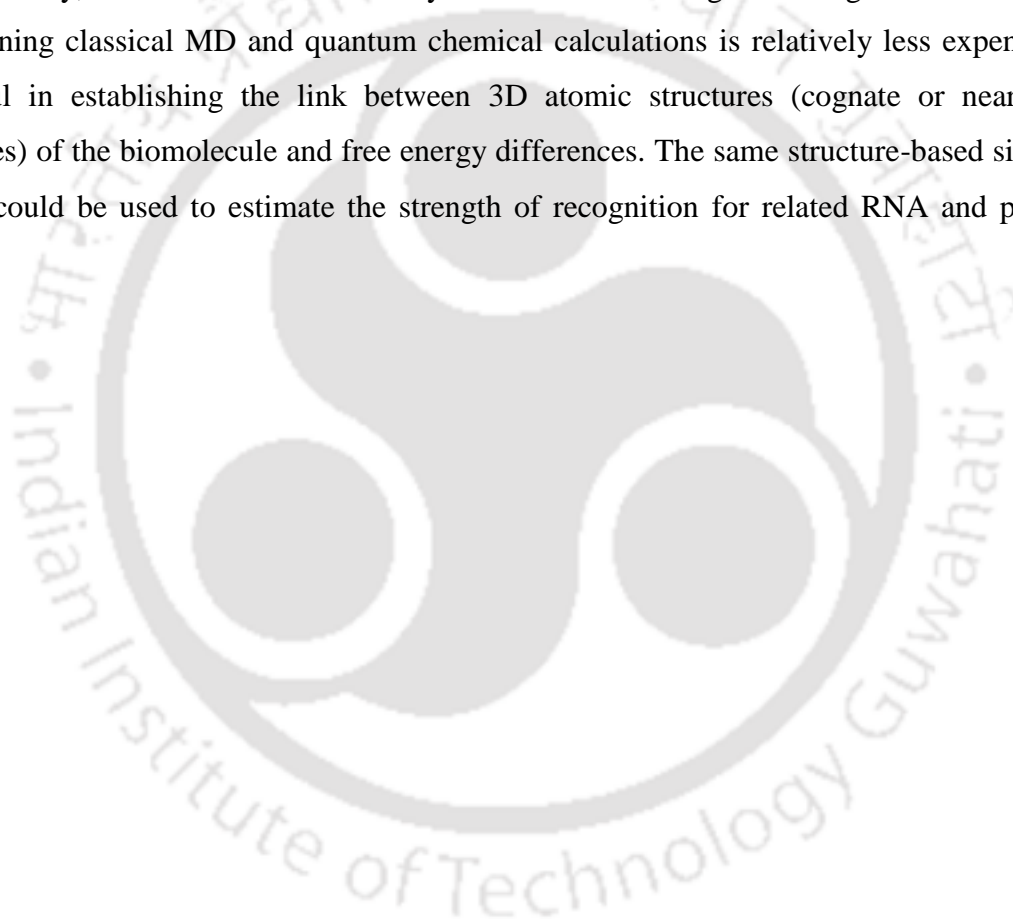 ning classical MD and quantum chemical calculations is relatively less expen
l in establishing the link between 3D atomic structures (cognate or near
es) of the biomolecule and free energy differences. The same structure-based si
could be used to estimate the strength of recognition for related RNA and p
• Indian Institute of Technology Guwahati •